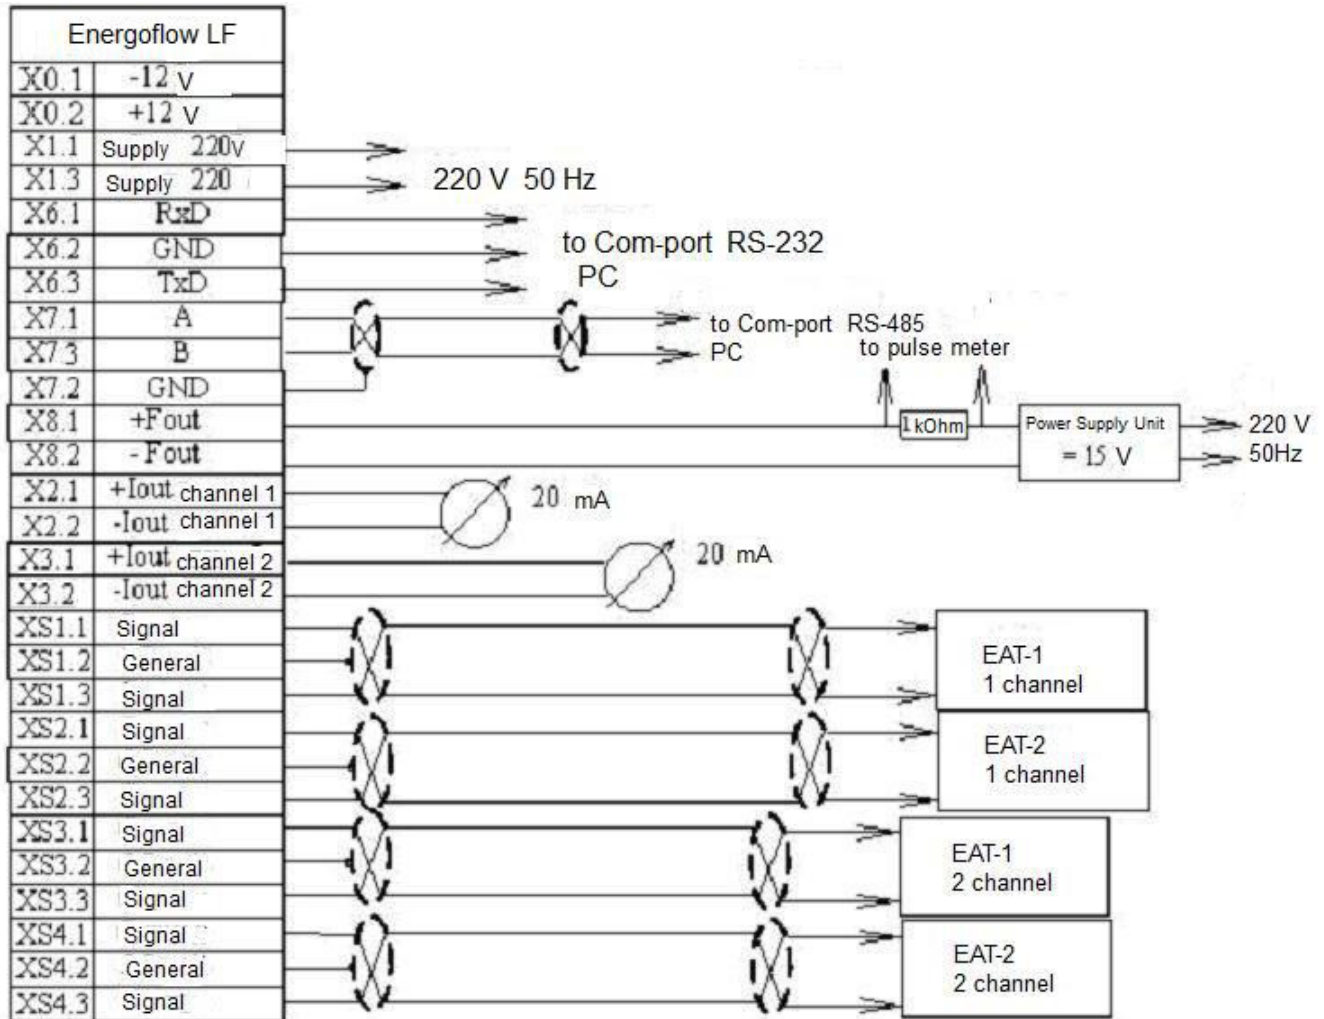 Energoflow LF
X0.1 -12 V
X0.2 +12 V
X1.1 Supply 220V
X1.3 Supply 220
220 V 50 Hz
X6.1 RxD
X6.2 GND
X6.3 TxD
to Com-port RS-232
PC
X7.1 A
X7.3 B
X7.2 GND
to Com-port RS-485
PC
to pulse meter
X8.1 +Fout
X8.2 -Fout
1kOhm
Power Supply Unit
= 15 V
220 V
50Hz
X2.1 +Iout channel 1
X2.2 -Iout channel 1
20 mA
X3.1 +Iout channel 2
X3.2 -Iout channel 2
20 mA
XS1.1 Signal
XS1.2 General
XS1.3 Signal
EAT-1
1 channel
XS2.1 Signal
XS2.2 General
XS2.3 Signal
EAT-2
1 channel
XS3.1 Signal
XS3.2 General
XS3.3 Signal
EAT-1
2 channel
XS4.1 Signal
XS4.2 General
XS4.3 Signal
EAT-2
2 channel